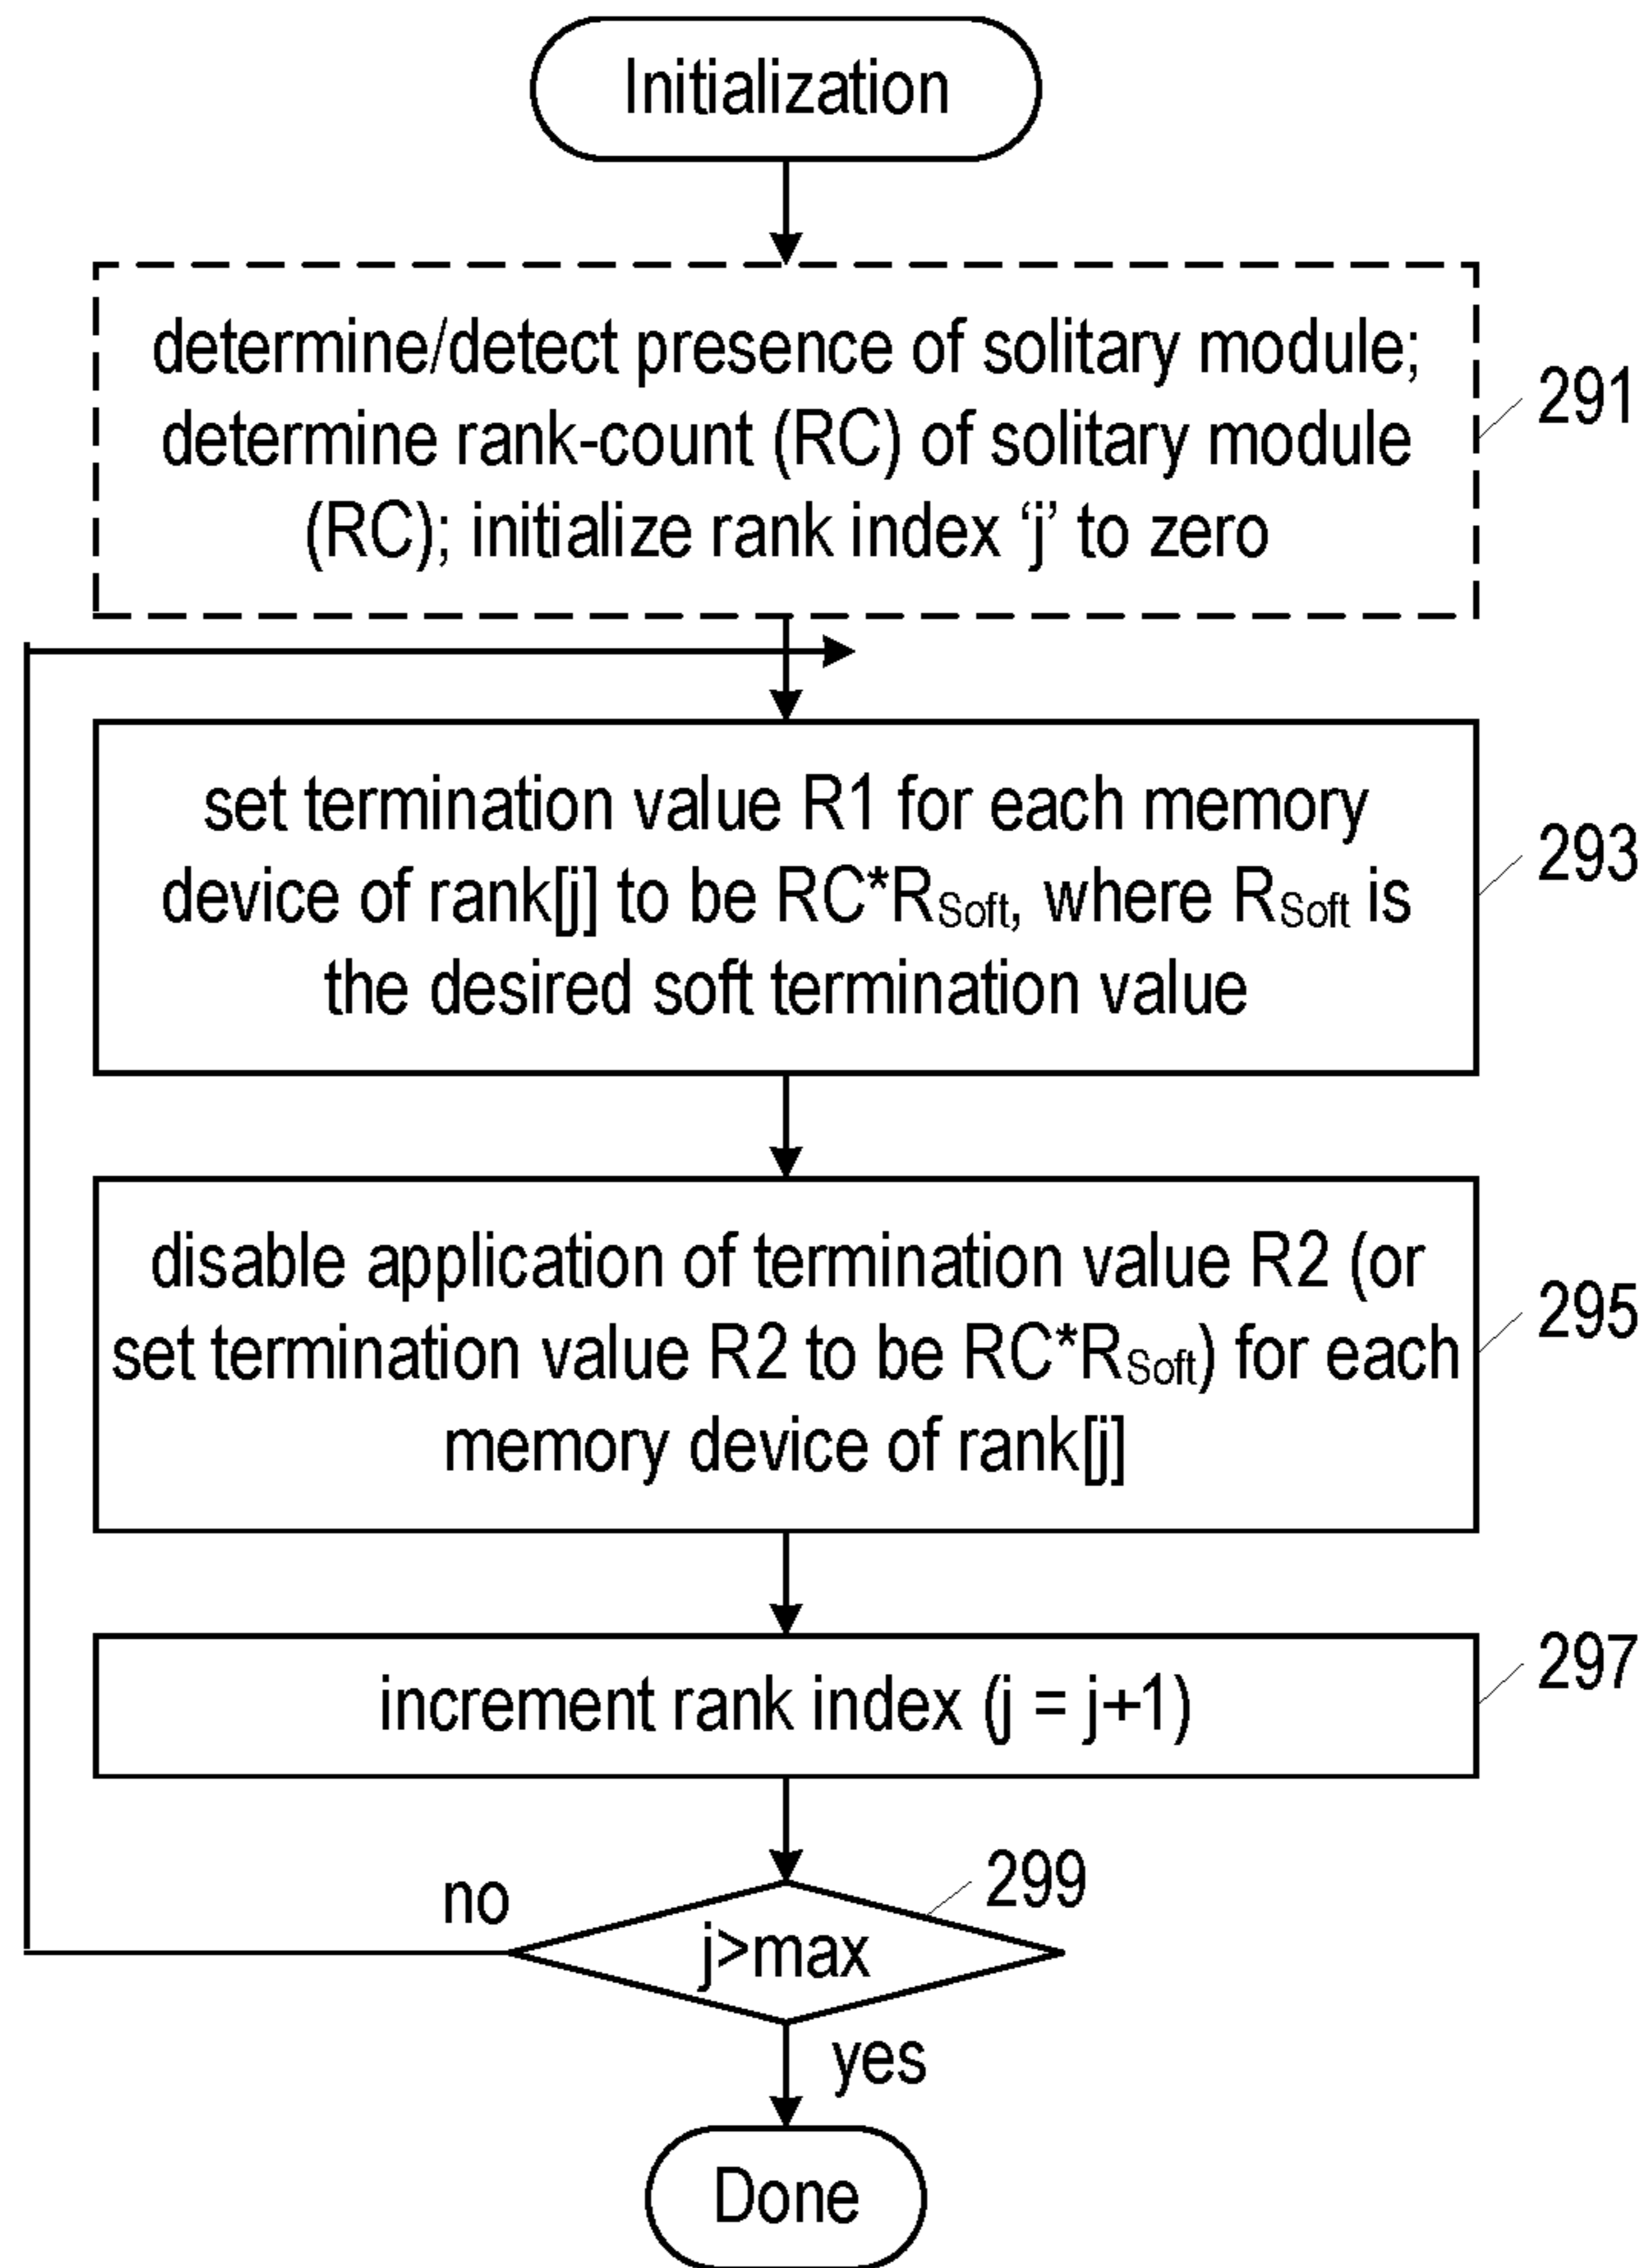 Initialization
determine/detect presence of solitary module;
determine rank-count (RC) of solitary module
(RC); initialize rank index ‘j’ to zero
291
set termination value R1 for each memory
device of rank[j] to be RC*RSoft, where RSoft is
the desired soft termination value
293
disable application of termination value R2 (or
set termination value R2 to be RC*RSoft) for each
memory device of rank[j]
295
increment rank index (j = j+1)
297
299
no
j>max
yes
Done